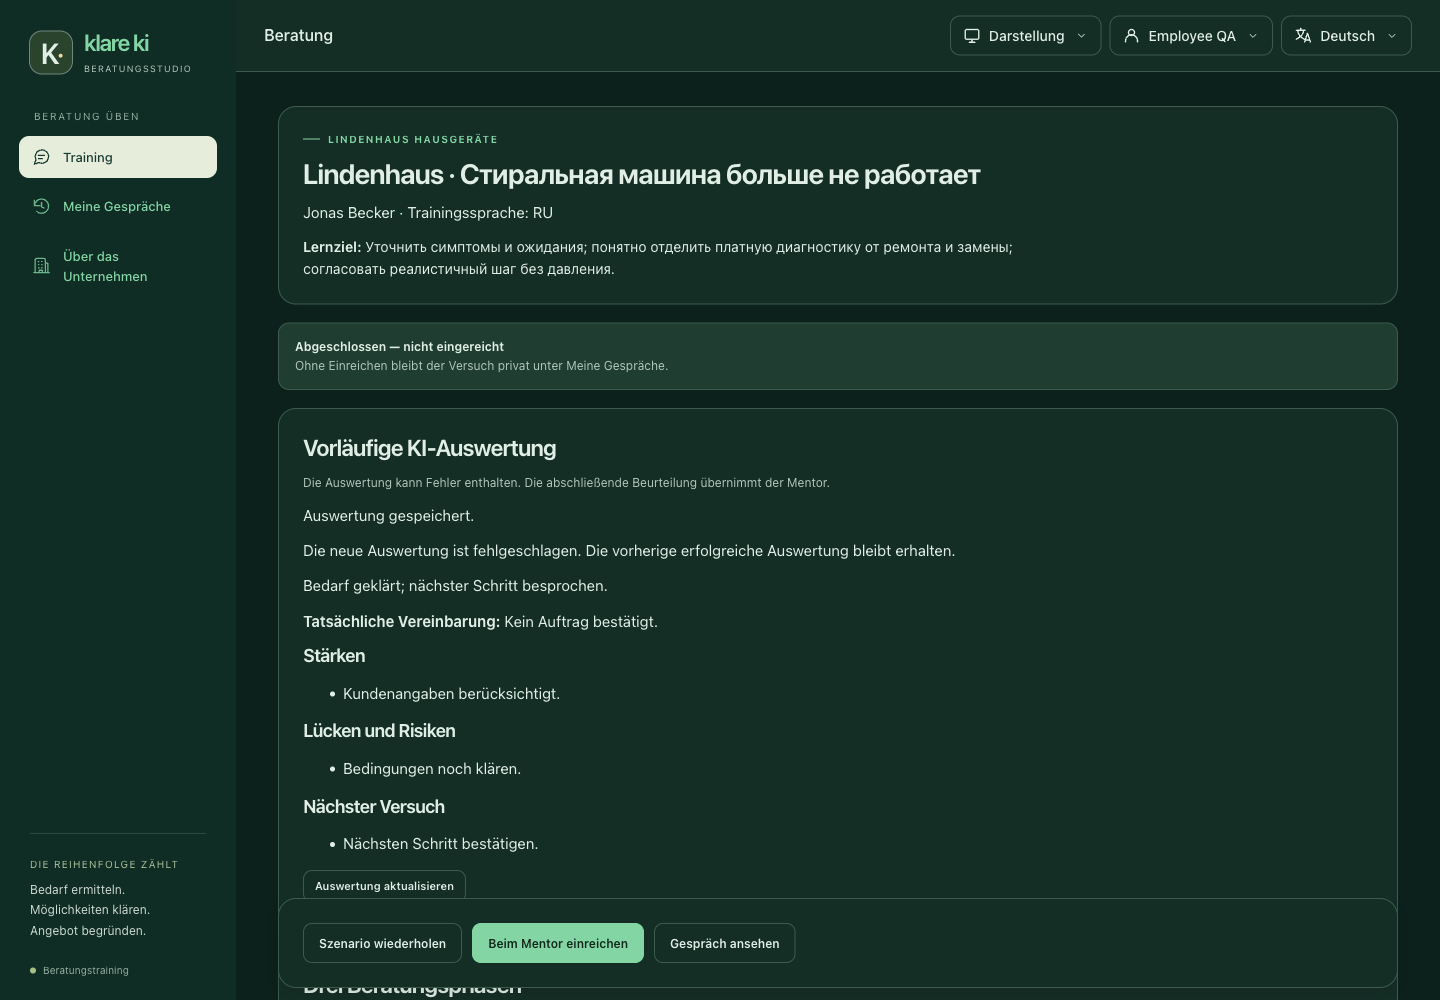 K
klare ki
BERATUNGSSTUDIO
BERATUNG ÜBEN
Training
Meine Gespräche
Über das
Unternehmen
DIE REIHENFOLGE ZÄHLT
Bedarf ermitteln.
Möglichkeiten klären.
Angebot begründen.
Beratungstraining
Beratung
Darstellung
Employee QA
Deutsch
LINDENHAUS HAUSGERÄTE
Lindenhaus · Стиральная машина больше не работает
Jonas Becker · Trainingssprache: RU
Lernziel: Уточнить симптомы и ожидания; понятно отделить платную диагностику от ремонта и замены;
согласовать реалистичный шаг без давления.
Abgeschlossen — nicht eingereicht
Ohne Einreichen bleibt der Versuch privat unter Meine Gespräche.
Vorläufige KI-Auswertung
Die Auswertung kann Fehler enthalten. Die abschließende Beurteilung übernimmt der Mentor.
Auswertung gespeichert.
Die neue Auswertung ist fehlgeschlagen. Die vorherige erfolgreiche Auswertung bleibt erhalten.
Bedarf geklärt; nächster Schritt besprochen.
Tatsächliche Vereinbarung: Kein Auftrag bestätigt.
Stärken
• Kundenangaben berücksichtigt.
Lücken und Risiken
• Bedingungen noch klären.
Nächster Versuch
• Nächsten Schritt bestätigen.
Auswertung aktualisieren
Szenario wiederholen
Beim Mentor einreichen
Gespräch ansehen
Drei Beratungsphasen